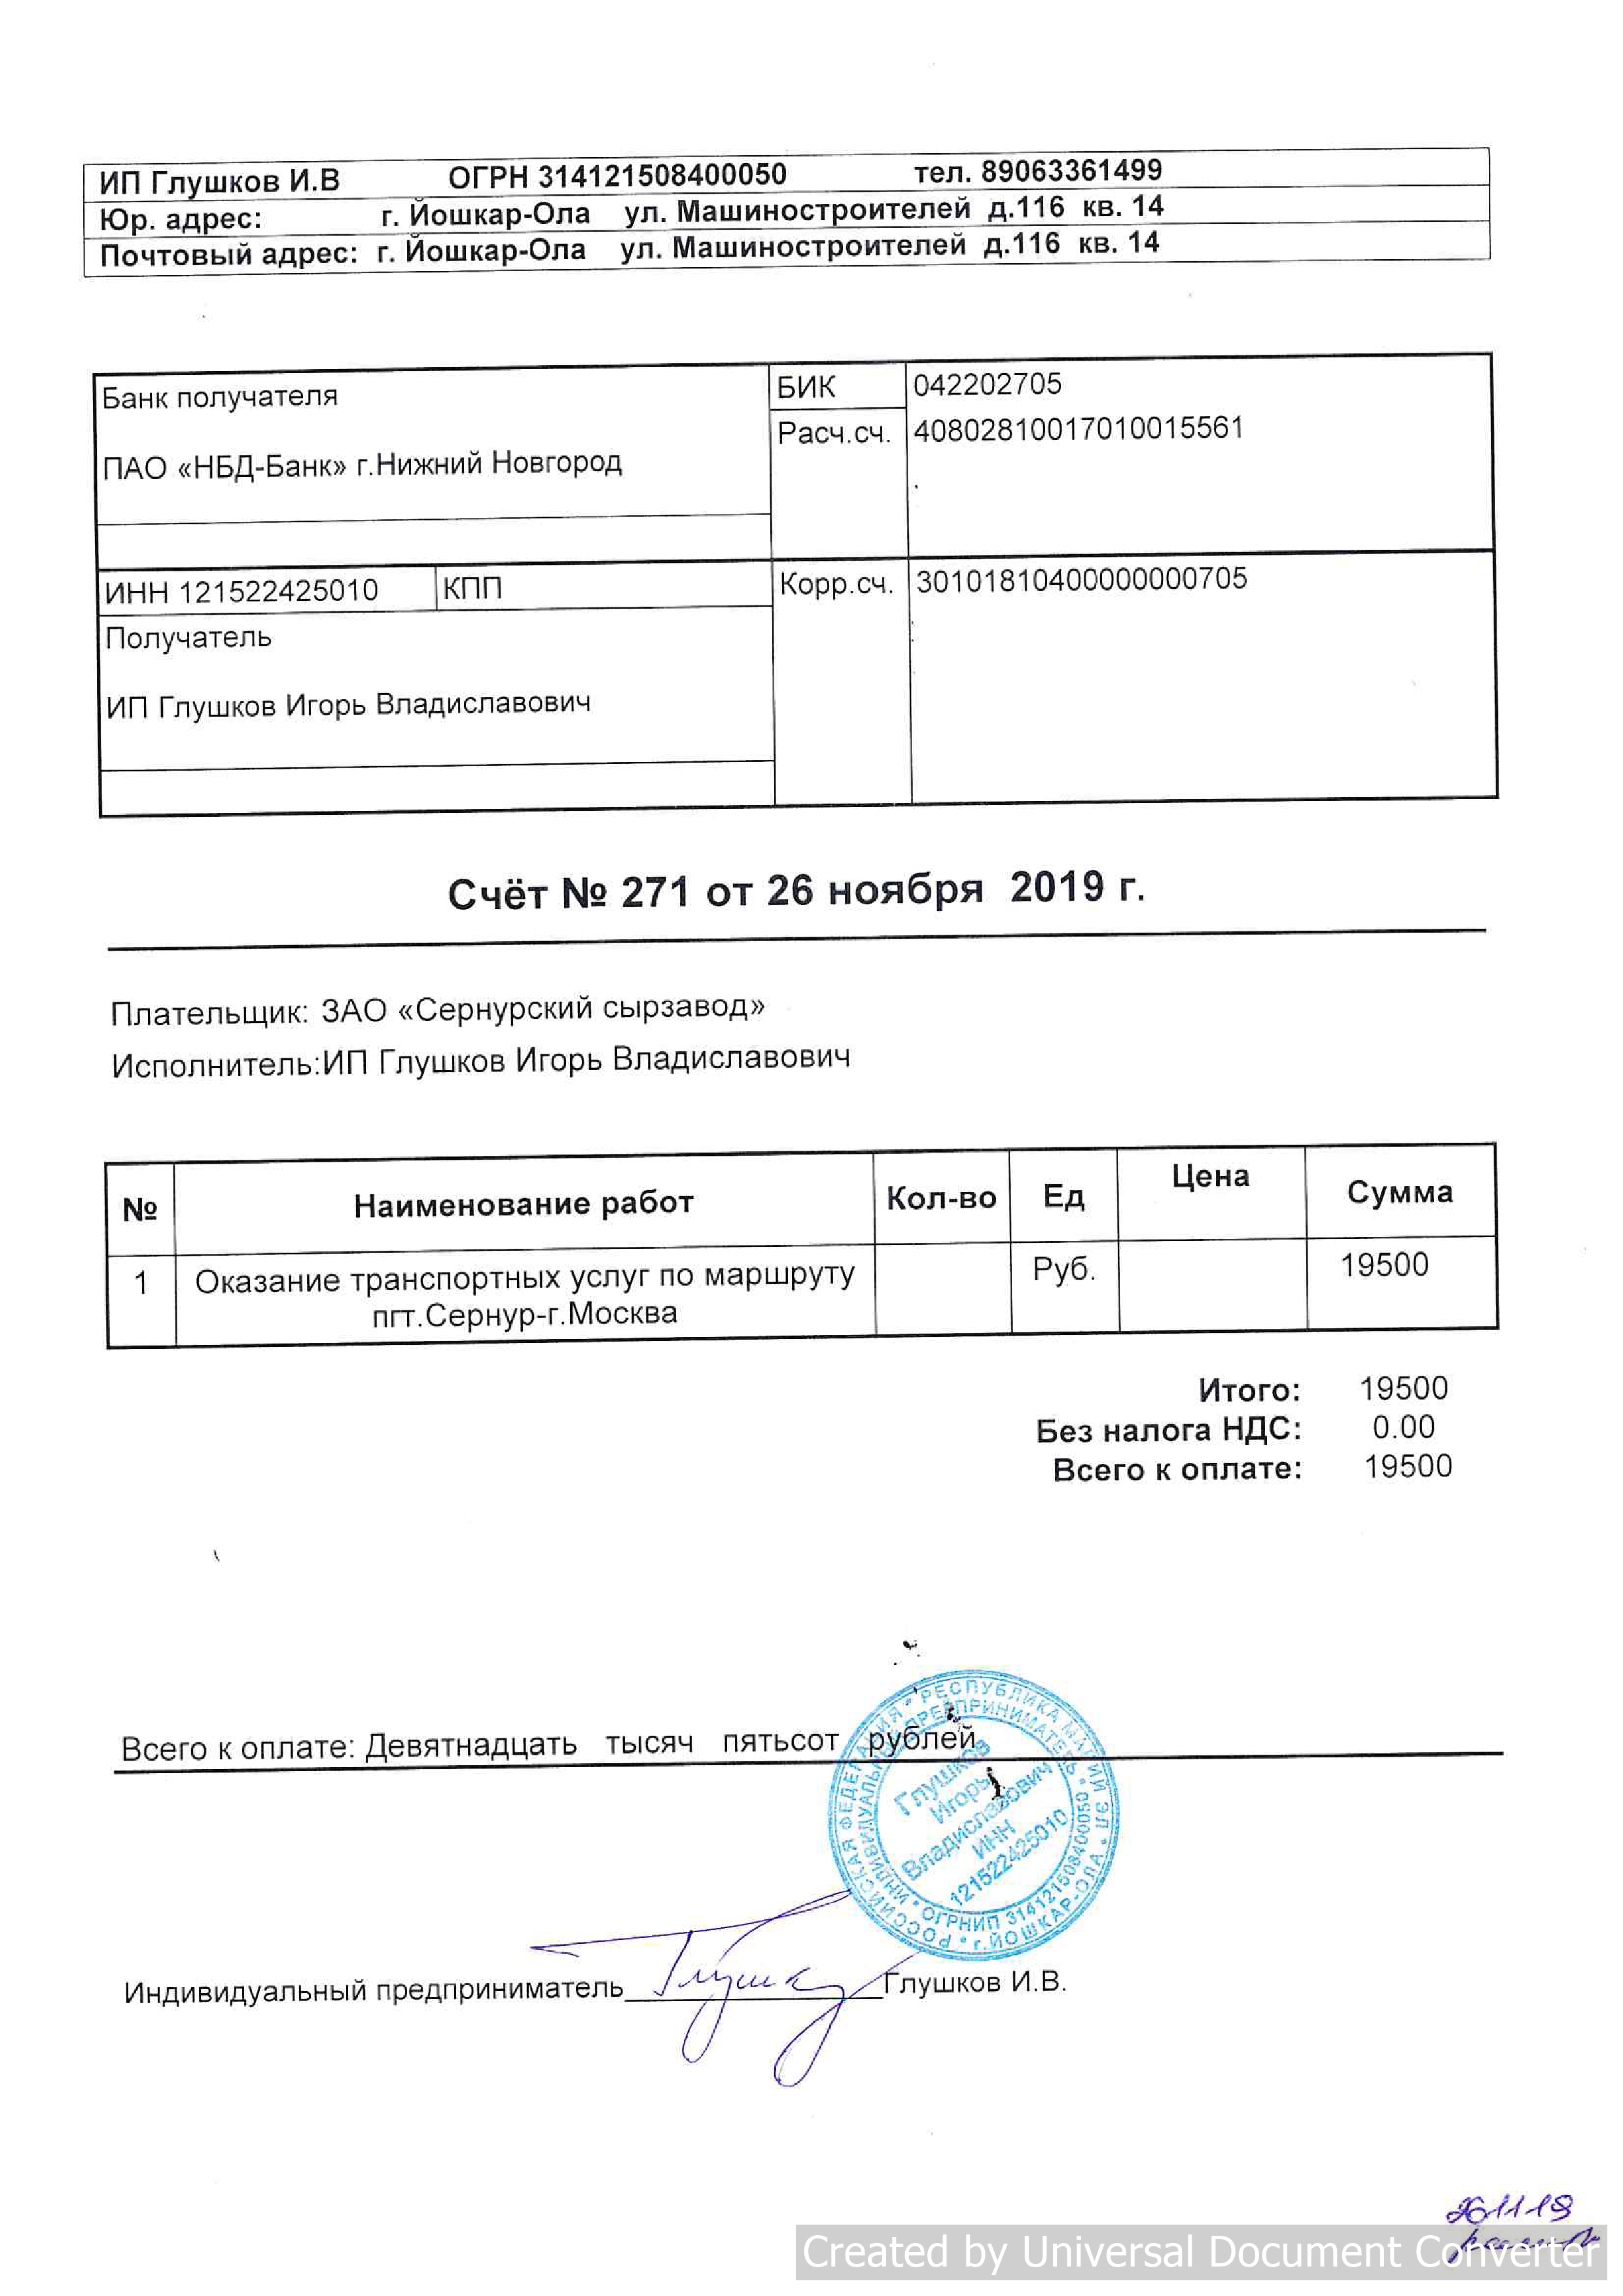 ИП Глушков И.В ОГРН 314121508400050 тел. 89063361499
Юр. адрес: г. Йошкар-Ола ул. Машиностроителей д.116 кв. 14
Почтовый адрес: г. Йошкар-Ола ул. Машиностроителей д.116 кв. 14
Банк получателя БИК 042202705
Расч.сч. 40802810017010015561
ПАО «НБД-Банк» г.Нижний Новгород
ИНН 121522425010 КПП Корр.сч. 30101810400000000705
Получатель
ИП Глушков Игорь Владиславович
Счёт № 271 от 26 ноября 2019 г.
Плательщик: ЗАО «Сернурский сырзавод»
Исполнитель:ИП Глушков Игорь Владиславович
№ Наименование работ Кол-во Ед Цена Сумма
1 Оказание транспортных услуг по маршруту Руб. 19500
пгт.Сернур-г.Москва
Итого: 19500
Без налога НДС: 0.00
Всего к оплате: 19500
Всего к оплате: Девятнадцать тысяч пятьсот рублей
РОССИЙСКАЯ ФЕДЕРАЦИЯ * РЕСПУБЛИКА МАРИЙ ЭЛ * г.ЙОШКАР-ОЛА
ИНДИВИДУАЛЬНЫЙ ПРЕДПРИНИМАТЕЛЬ * ОГРНИП 314121508400050
Глушков
Игорь
Владиславович
ИНН
121522425010
Индивидуальный предприниматель Глушков И.В.
Created by Universal Document Converter